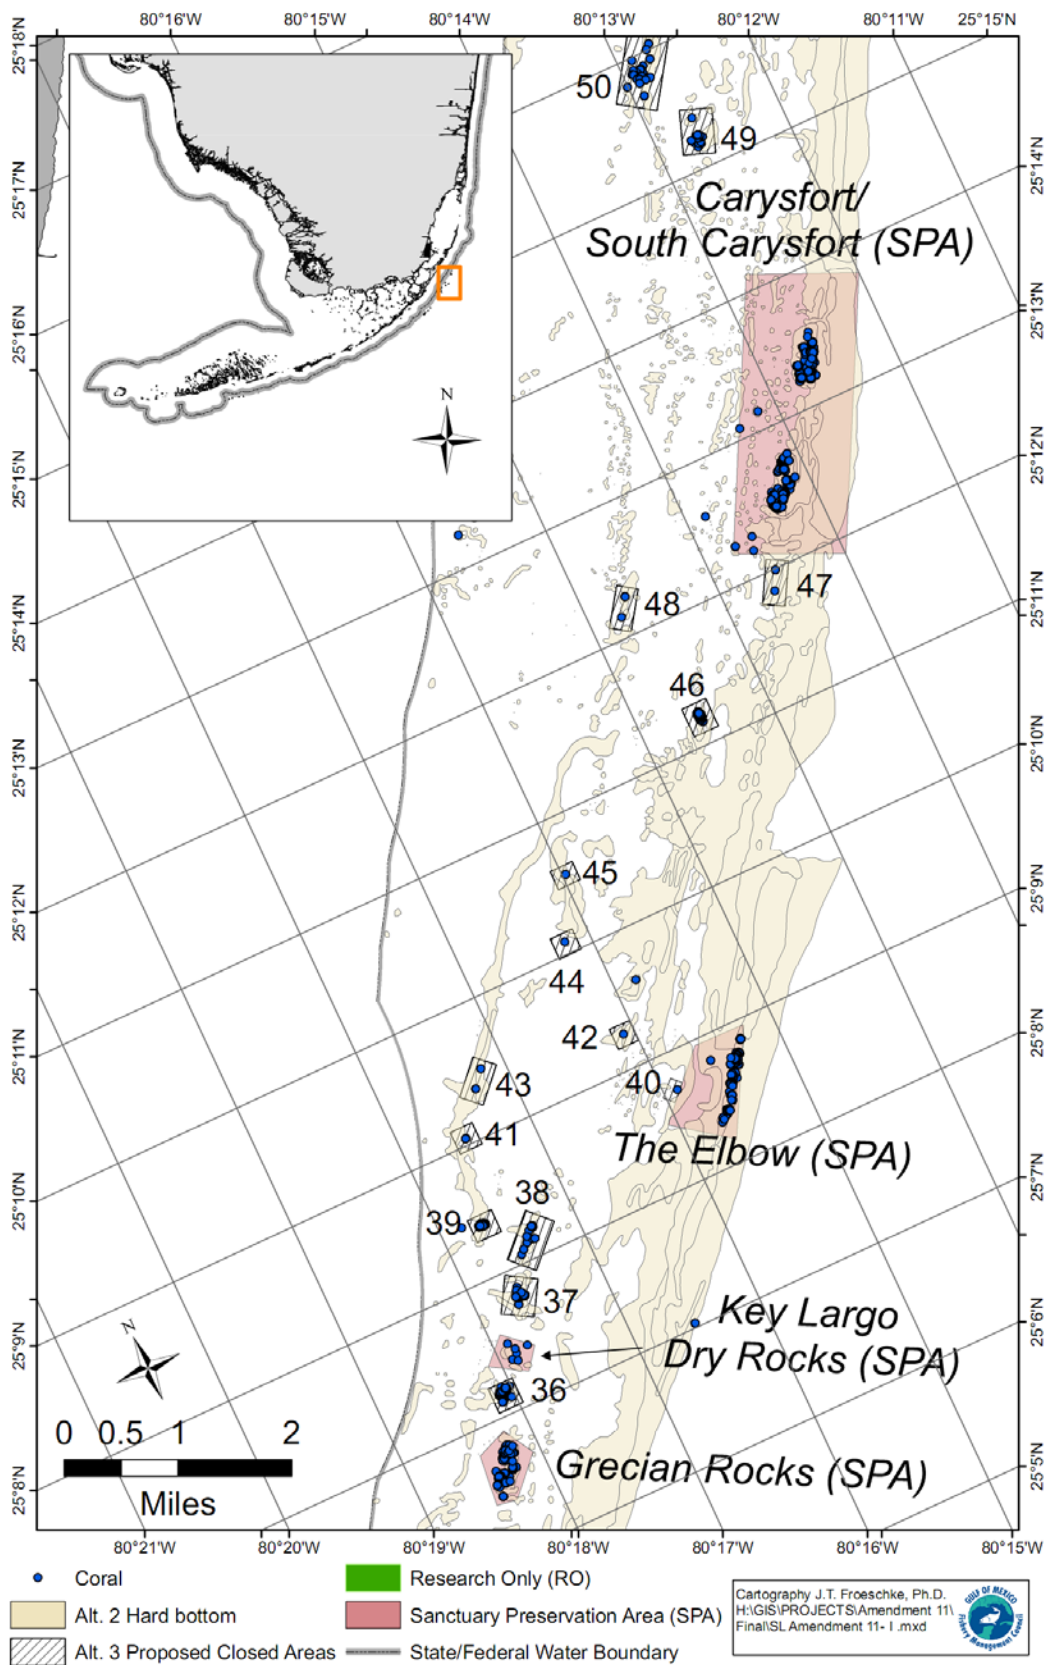 80°16'W 80°15'W 80°14'W 80°13'W 80°12'W 80°11'W 25°15'N
25°18'N
25°17'N
25°16'N
25°15'N
25°14'N
25°13'N
25°12'N
25°11'N
25°10'N
25°9'N
25°8'N
N
50
49
Carysfort/
South Carysfort (SPA)
47
48
46
45
44
42
43
40
41
The Elbow (SPA)
38
39
37
Key Largo
Dry Rocks (SPA)
36
Grecian Rocks (SPA)
25°14'N
25°13'N
25°12'N
25°11'N
25°10'N
25°9'N
25°8'N
25°7'N
25°6'N
25°5'N
N
0 0.5 1 2
Miles
80°21'W 80°20'W 80°19'W 80°18'W 80°17'W 80°16'W 80°15'W
Coral
Alt. 2 Hard bottom
Alt. 3 Proposed Closed Areas
Research Only (RO)
Sanctuary Preservation Area (SPA)
State/Federal Water Boundary
Cartography J.T. Froeschke, Ph.D.
H:\GIS\PROJECTS\Amendment 11\
Final\SL Amendment 11- I .mxd
GULF OF MEXICO
Fishery Management Council